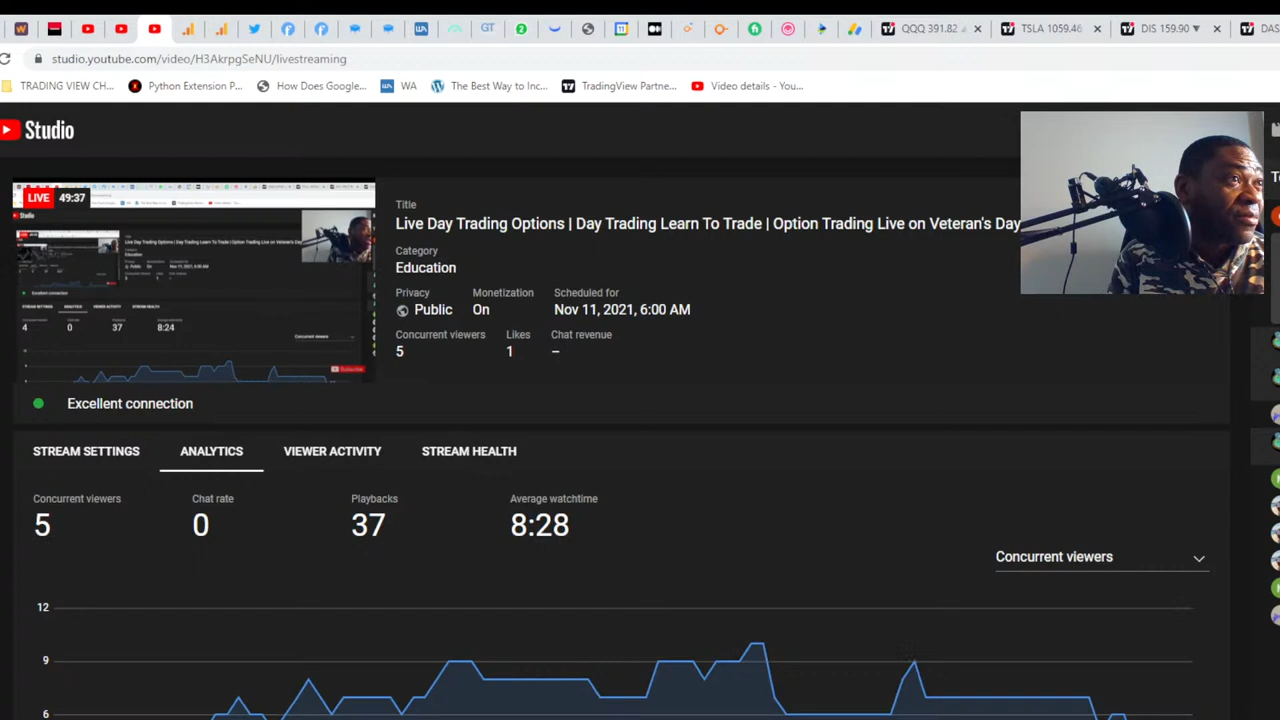 QQQ 391.82
TSLA 1059.46
DIS 159.90 ▼
DAS
studio.youtube.com/video/H3AkrpgSeNU/livestreaming
TRADING VIEW CH...
Python Extension P...
How Does Google...
WA
The Best Way to Inc...
TradingView Partne...
Video details - You...
Studio
LIVE 49:37
Title
Live Day Trading Options | Day Trading Learn To Trade | Option Trading Live on Veteran's Day
Category
Education
Privacy Monetization Scheduled for
Public On Nov 11, 2021, 6:00 AM
Concurrent viewers Likes Chat revenue
5 1 –
Excellent connection
STREAM SETTINGS ANALYTICS VIEWER ACTIVITY STREAM HEALTH
Concurrent viewers Chat rate Playbacks Average watchtime
5 0 37 8:28
Concurrent viewers
12
9
6